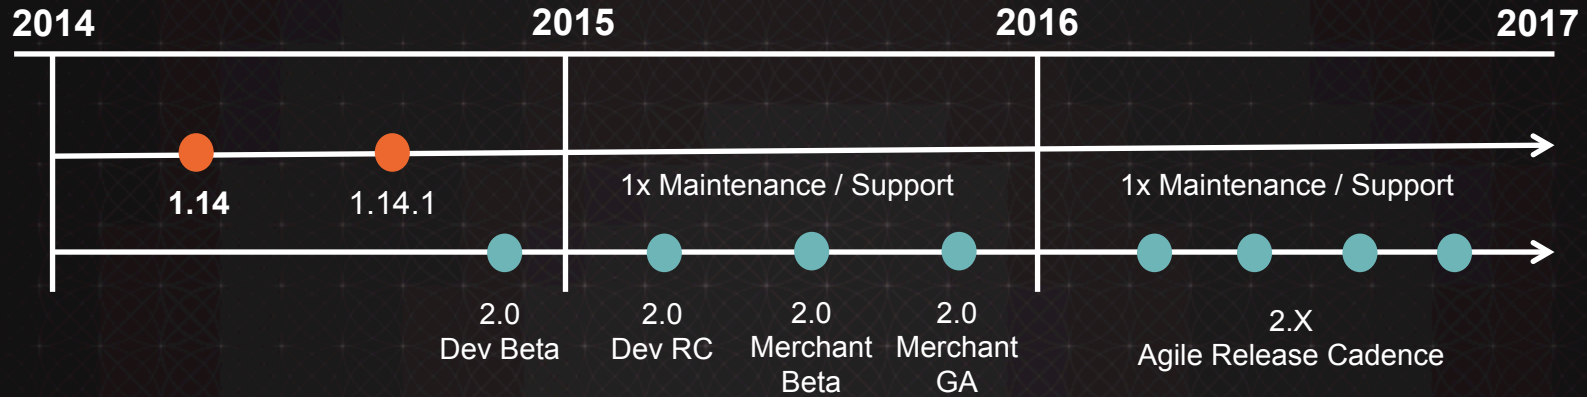 2014 2015 2016 2017
1x Maintenance / Support 1x Maintenance / Support
1.14 1.14.1
2.0 2.0 2.0 2.0 2.X
Dev Beta Dev RC Merchant Merchant Agile Release Cadence
Beta GA